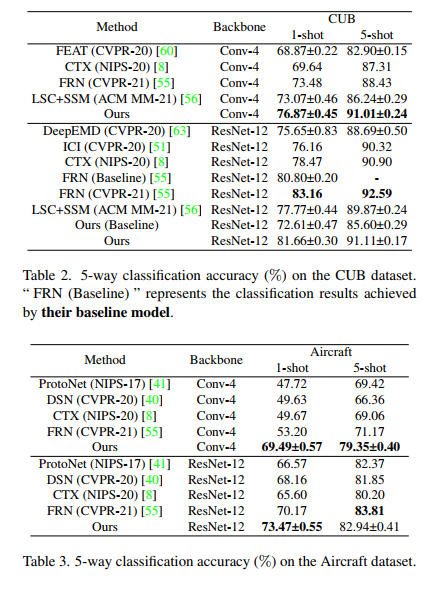 Method Backbone CUB
1-shot 5-shot
FEAT (CVPR-20) [60] Conv-4 68.87±0.22 82.90±0.15
CTX (NIPS-20) [8] Conv-4 69.64 87.31
FRN (CVPR-21) [55] Conv-4 73.48 88.43
LSC+SSM (ACM MM-21) [56] Conv-4 73.07±0.46 86.24±0.29
Ours Conv-4 76.87±0.45 91.01±0.24
DeepEMD (CVPR-20) [63] ResNet-12 75.65±0.83 88.69±0.50
ICI (CVPR-20) [51] ResNet-12 76.16 90.32
CTX (NIPS-20) [8] ResNet-12 78.47 90.90
FRN (Baseline) [55] ResNet-12 80.80±0.20 -
FRN (CVPR-21) [55] ResNet-12 83.16 92.59
LSC+SSM (ACM MM-21) [56] ResNet-12 77.77±0.44 89.87±0.24
Ours (Baseline) ResNet-12 72.61±0.47 85.60±0.29
Ours ResNet-12 81.66±0.30 91.11±0.17
Table 2. 5-way classification accuracy (%) on the CUB dataset.
“ FRN (Baseline) ” represents the classification results achieved
by their baseline model.
Method Backbone Aircraft
1-shot 5-shot
ProtoNet (NIPS-17) [41] Conv-4 47.72 69.42
DSN (CVPR-20) [40] Conv-4 49.63 66.36
CTX (NIPS-20) [8] Conv-4 49.67 69.06
FRN (CVPR-21) [55] Conv-4 53.20 71.17
Ours Conv-4 69.49±0.57 79.35±0.40
ProtoNet (NIPS-17) [41] ResNet-12 66.57 82.37
DSN (CVPR-20) [40] ResNet-12 68.16 81.85
CTX (NIPS-20) [8] ResNet-12 65.60 80.20
FRN (CVPR-21) [55] ResNet-12 70.17 83.81
Ours ResNet-12 73.47±0.55 82.94±0.41
Table 3. 5-way classification accuracy (%) on the Aircraft dataset.